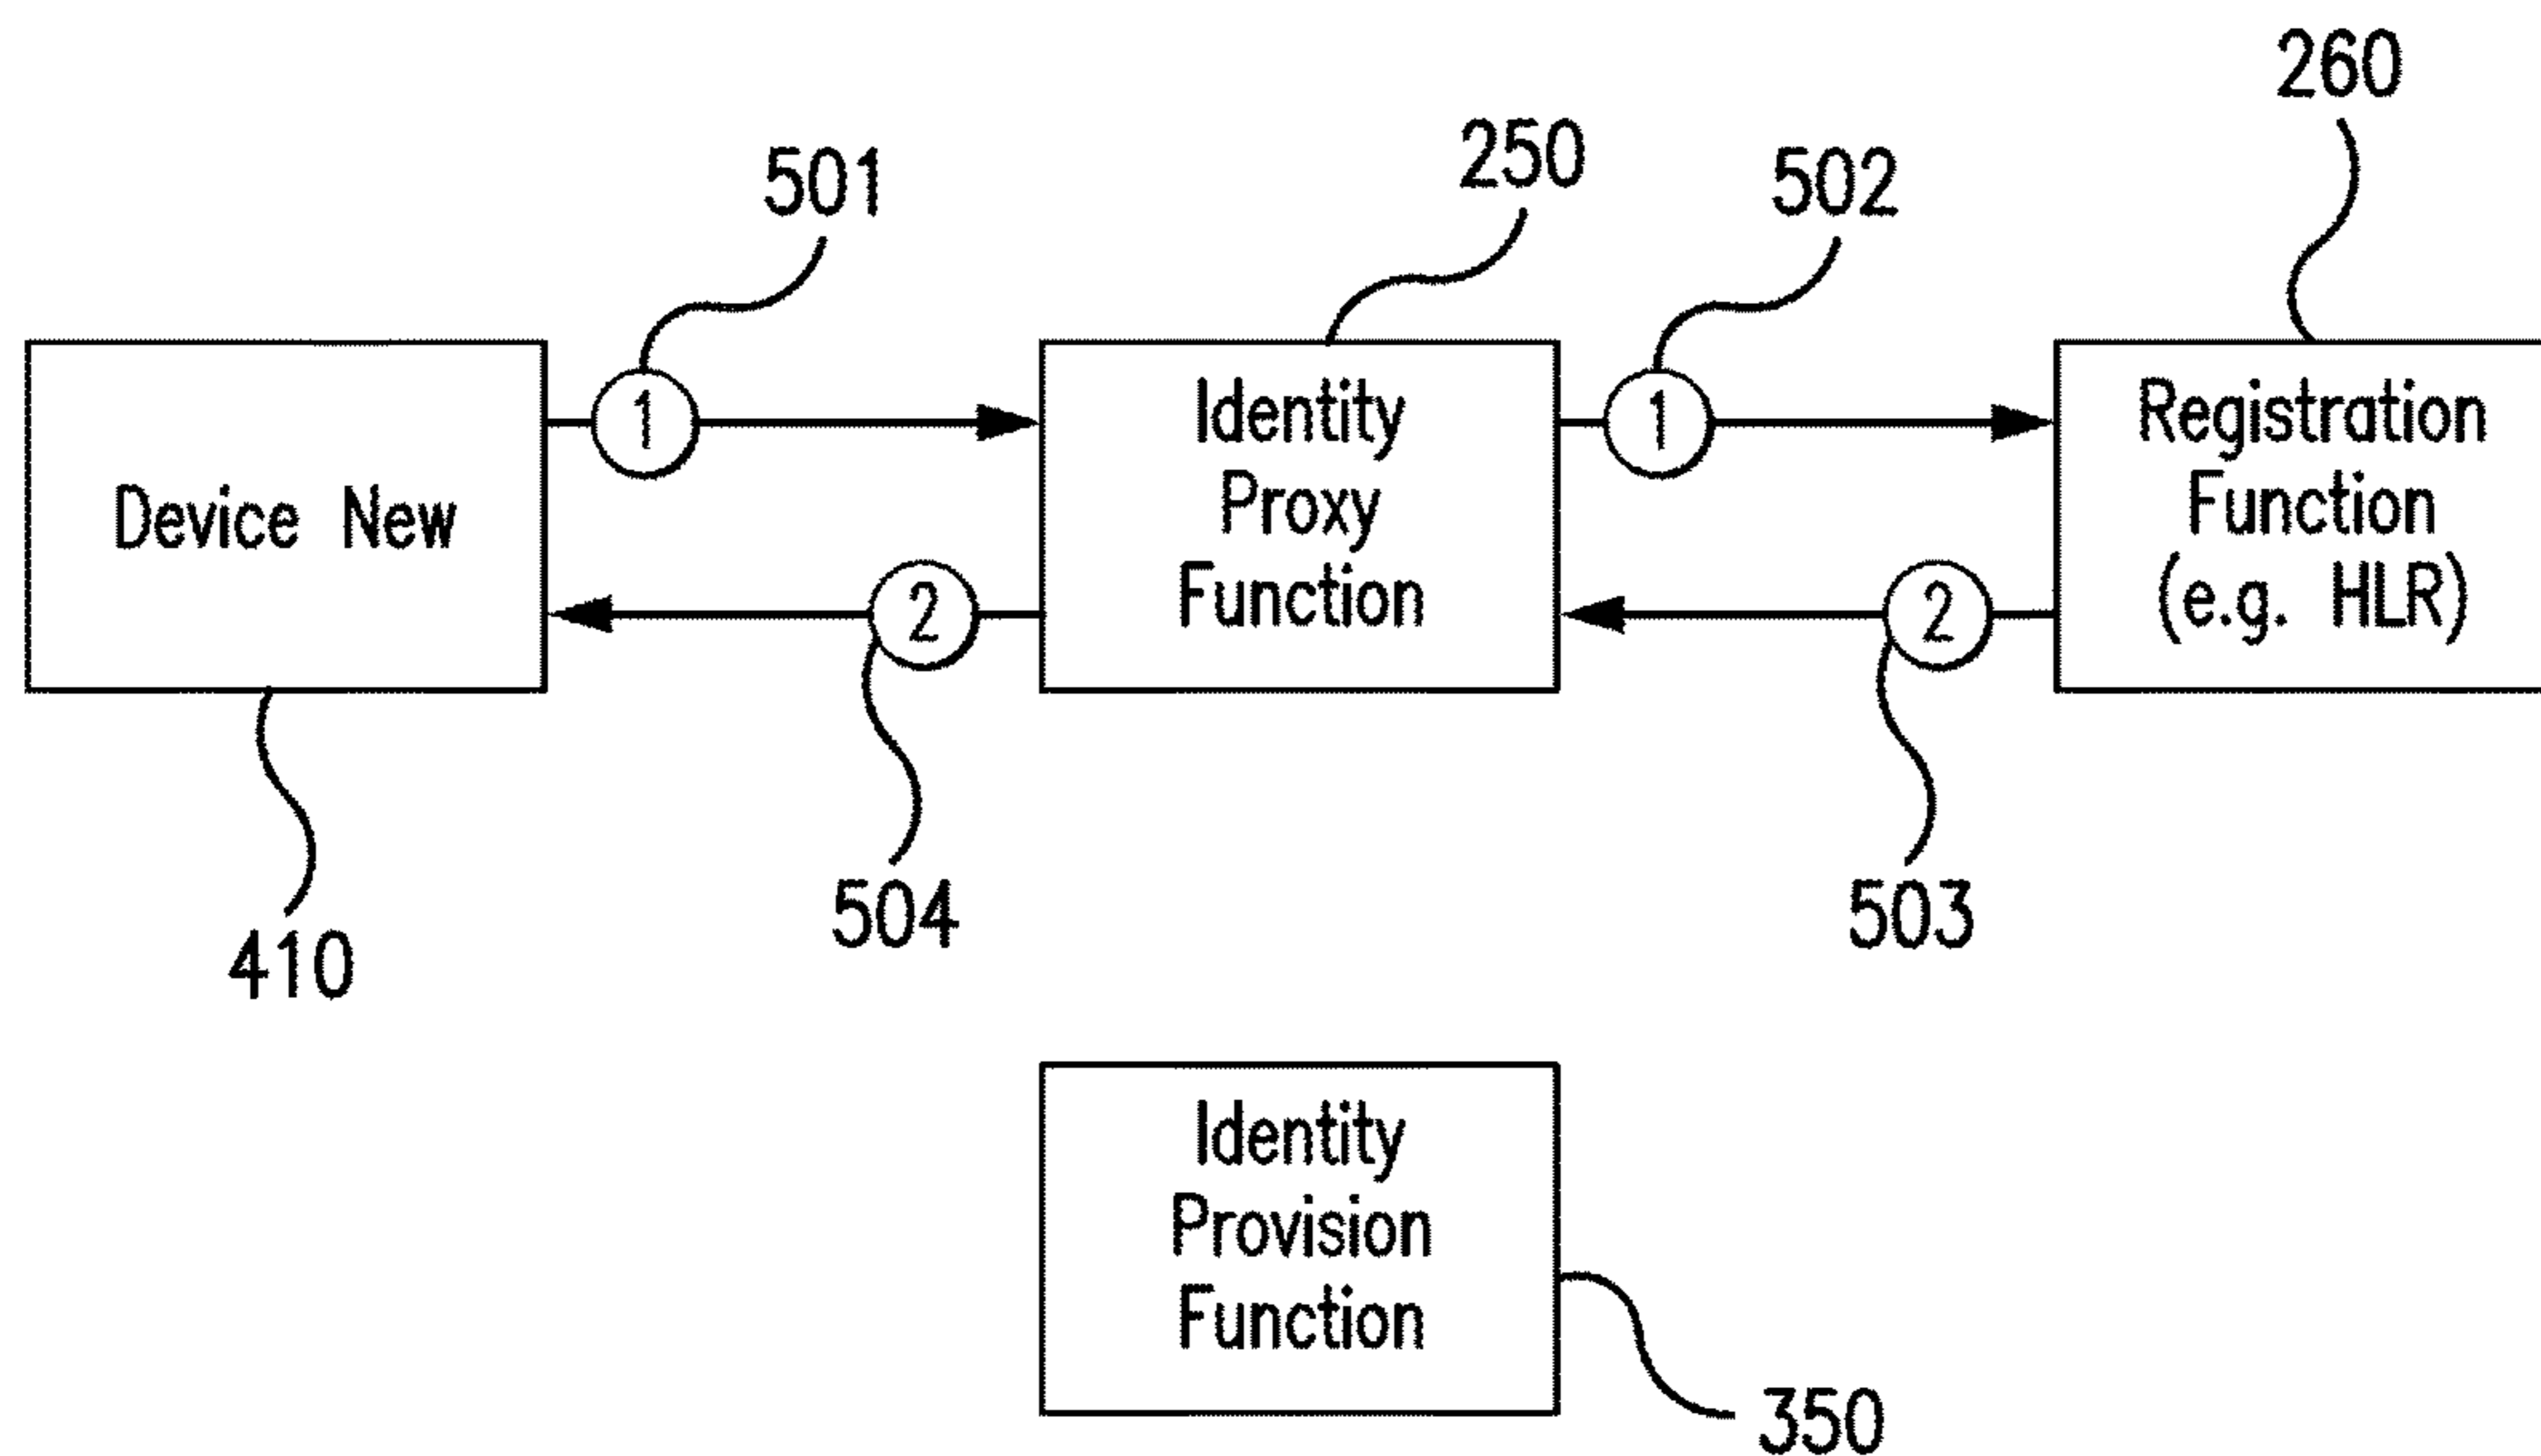 260
250
501
502
Device New
1
Identity
Proxy
Function
1
Registration
Function
(e.g. HLR)
2
2
504
503
410
Identity
Provision
Function
350